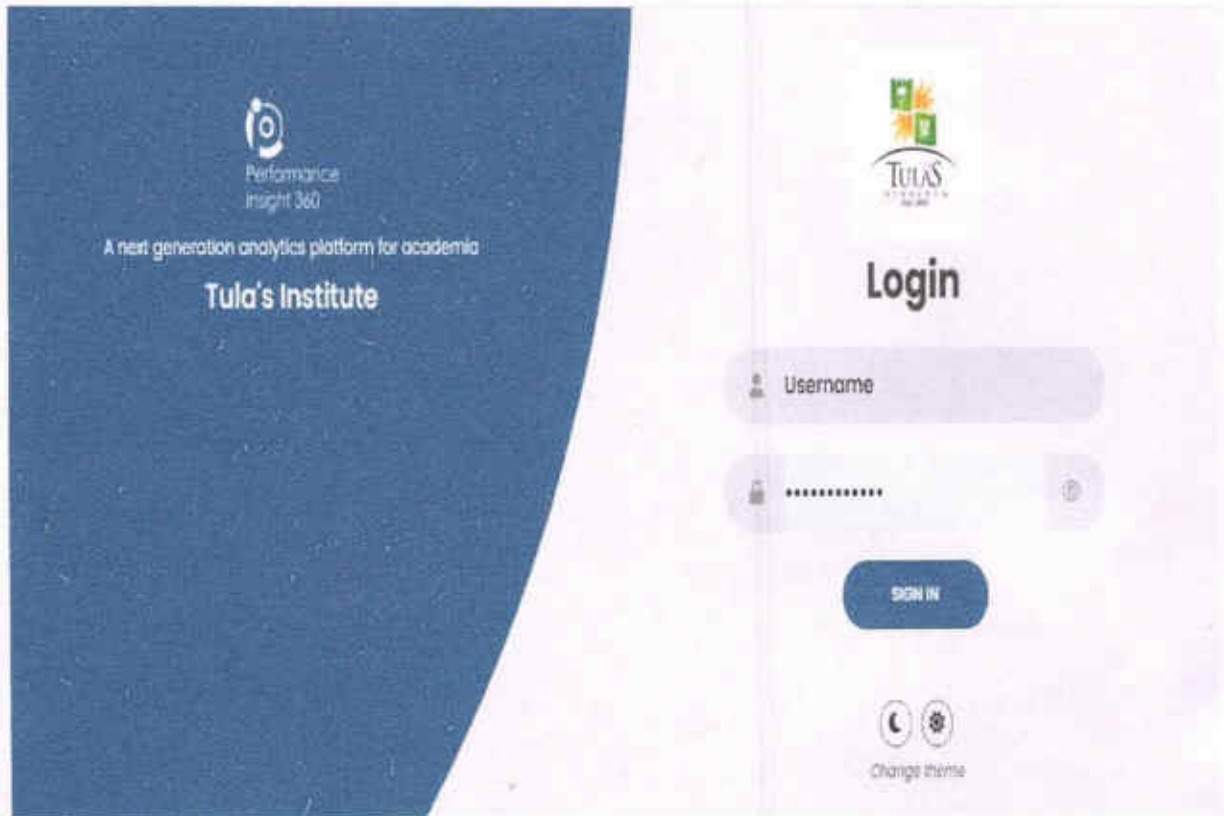 Performance
Insight 360
A next generation analytics platform for academia
Tula's Institute
TULA'S
Login
Username
SIGN IN
Change theme